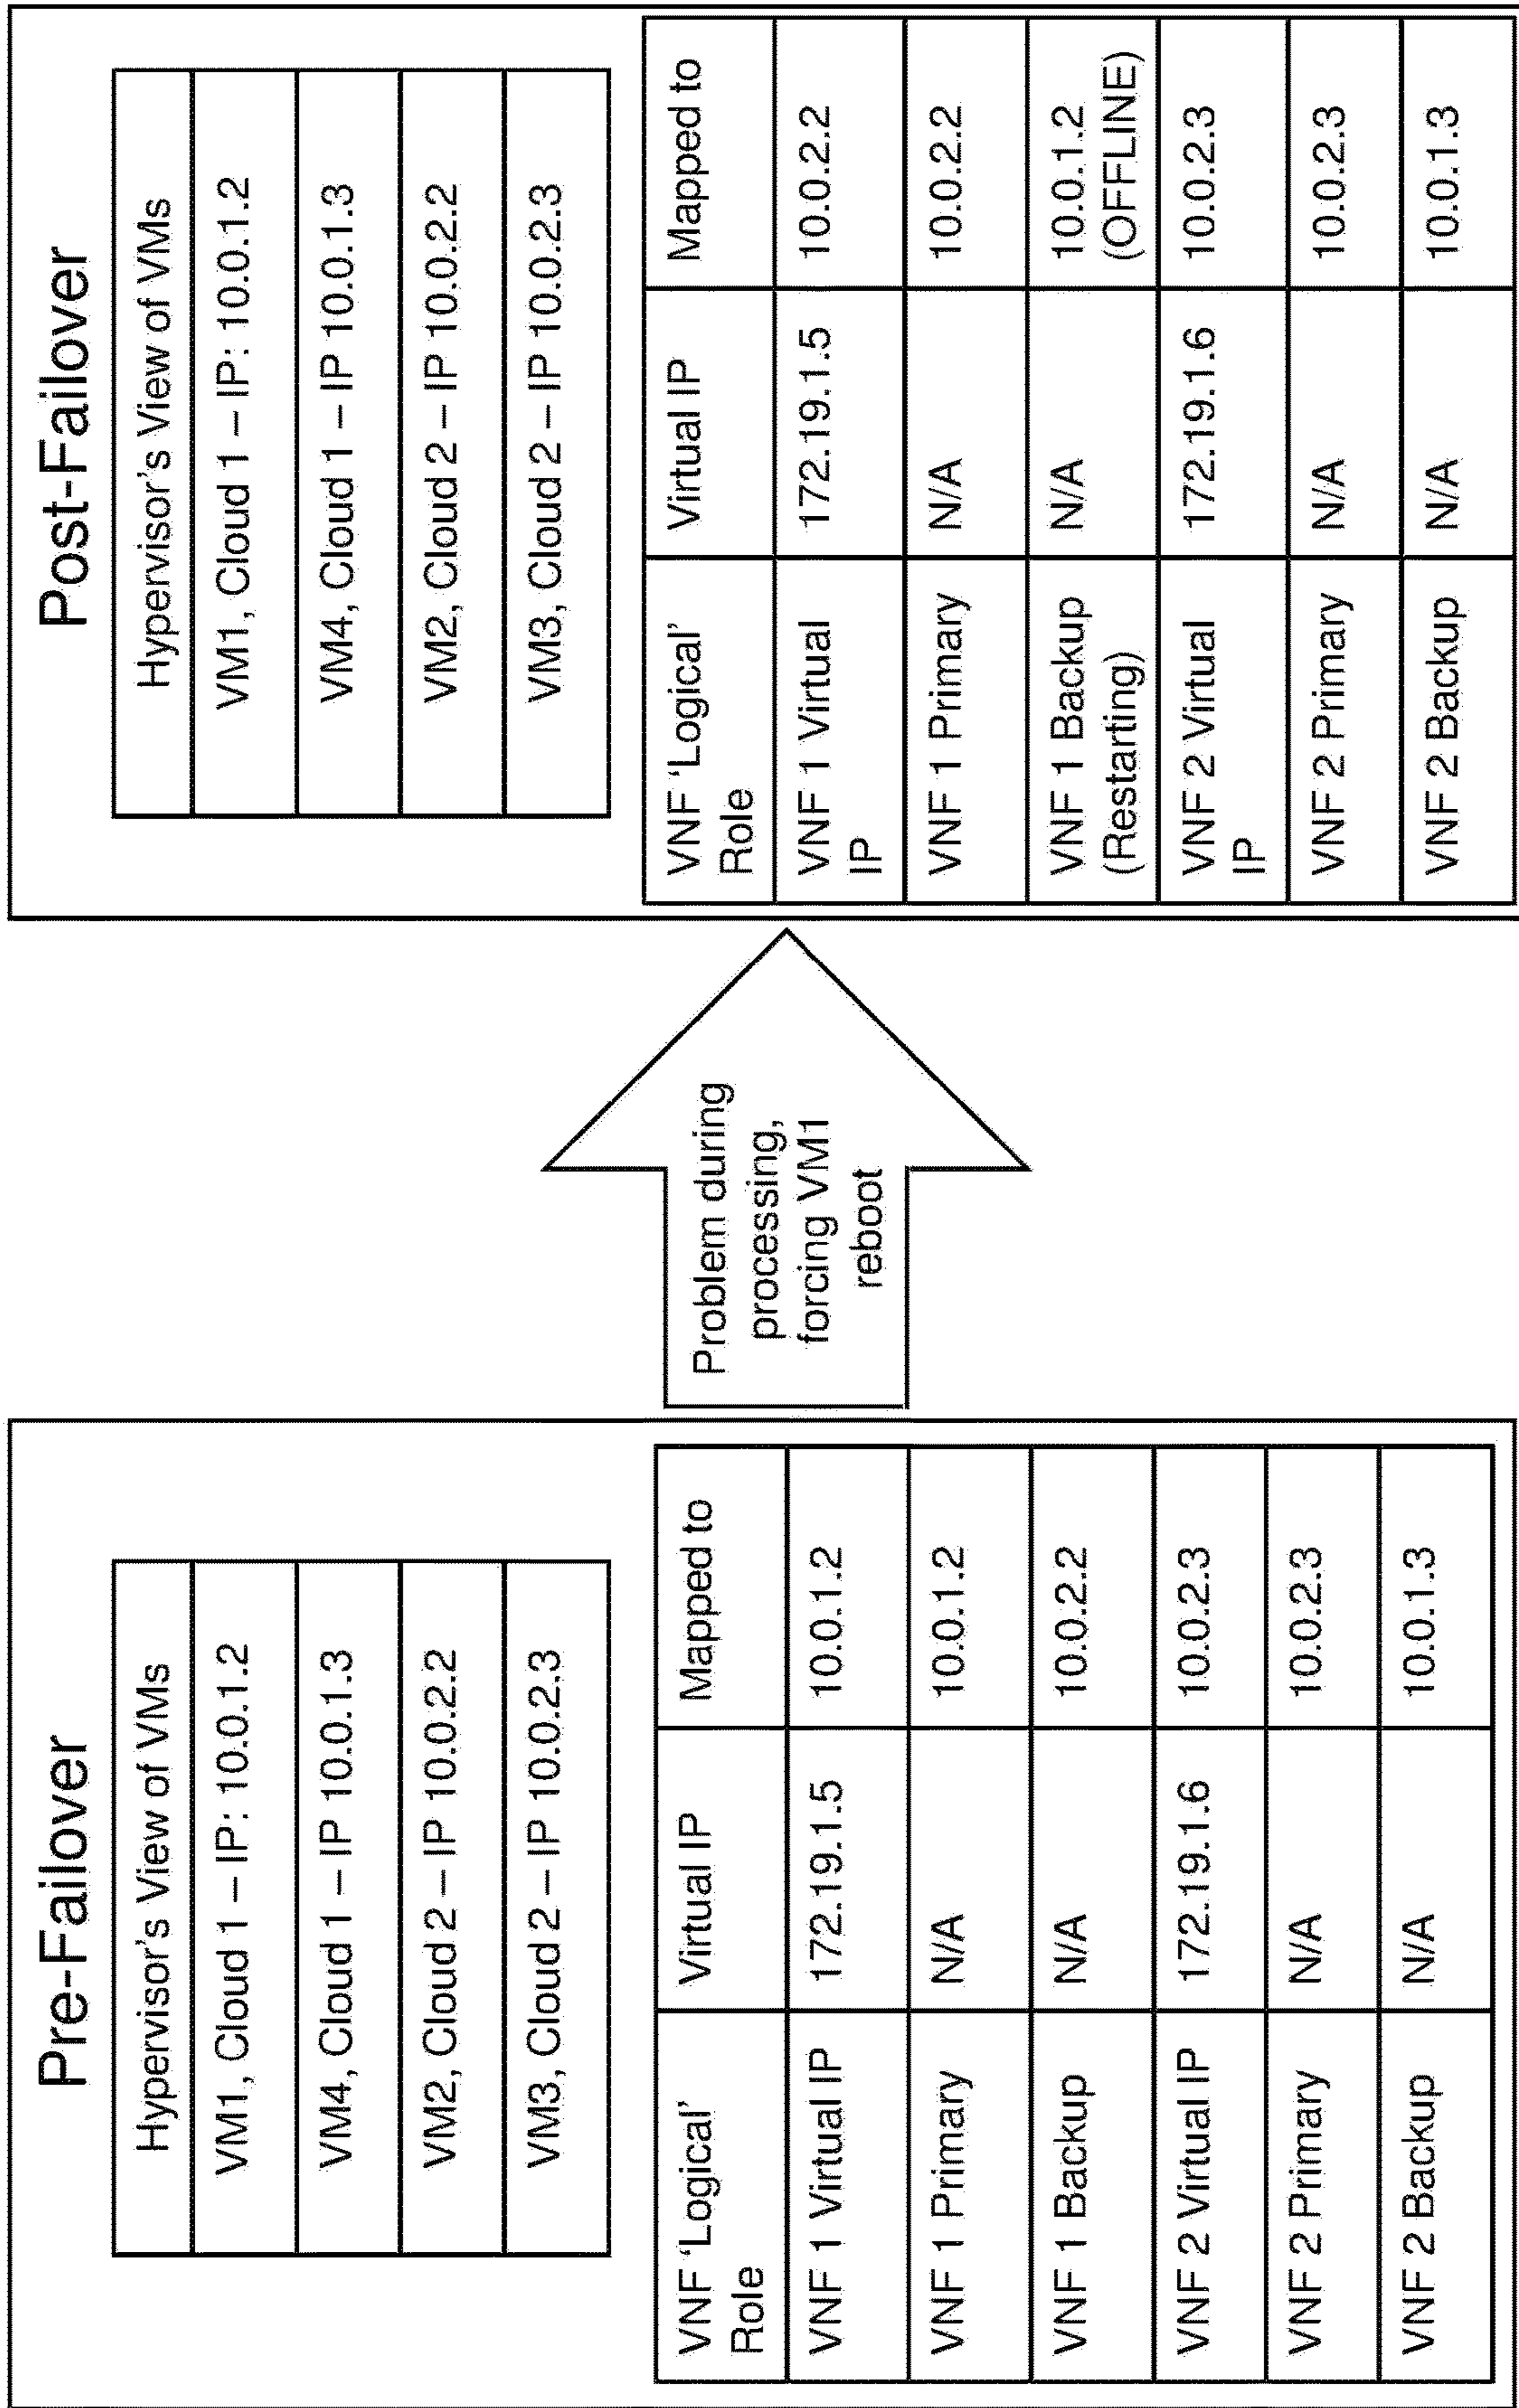 Pre-Failover
Hypervisor's View of VMs
VM1, Cloud 1 – IP: 10.0.1.2
VM4, Cloud 1 – IP 10.0.1.3
VM2, Cloud 2 – IP 10.0.2.2
VM3, Cloud 2 – IP 10.0.2.3
VNF ‘Logical’ Virtual IP Mapped to
Role
VNF 1 Virtual IP 172.19.1.5 10.0.1.2
VNF 1 Primary N/A 10.0.1.2
VNF 1 Backup N/A 10.0.2.2
VNF 2 Virtual IP 172.19.1.6 10.0.2.3
VNF 2 Primary N/A 10.0.2.3
VNF 2 Backup N/A 10.0.1.3
Problem during
processing,
forcing VM1
reboot
Post-Failover
Hypervisor's View of VMs
VM1, Cloud 1 – IP: 10.0.1.2
VM4, Cloud 1 – IP 10.0.1.3
VM2, Cloud 2 – IP 10.0.2.2
VM3, Cloud 2 – IP 10.0.2.3
VNF ‘Logical’ Virtual IP Mapped to
Role
VNF 1 Virtual 172.19.1.5 10.0.2.2
IP
VNF 1 Primary N/A 10.0.2.2
VNF 1 Backup N/A 10.0.1.2
(Restarting) (OFFLINE)
VNF 2 Virtual 172.19.1.6 10.0.2.3
IP
VNF 2 Primary N/A 10.0.2.3
VNF 2 Backup N/A 10.0.1.3